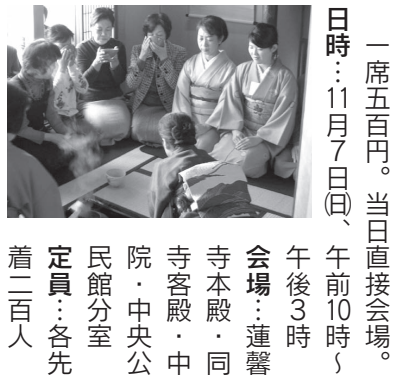 一席五百円。当日直接会場。
日時…11月7日㈰、午前10時～
午後3時
会場…蓮馨
寺本殿・同
寺客殿・中
院・中央公
民館分室
定員…各先
着二百人